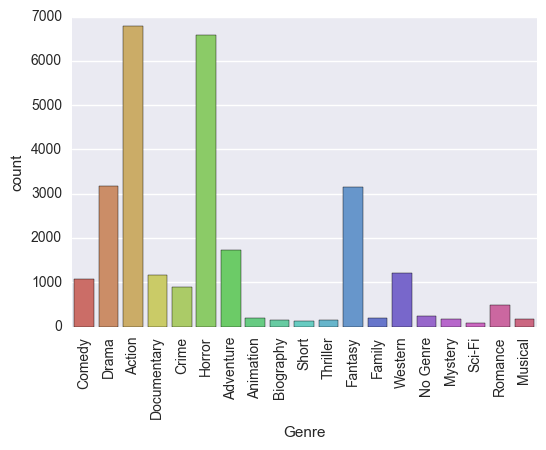 7000
6000
5000
4000
3000
2000
1000
0
count
Comedy
Drama
Action
Documentary
Crime
Horror
Adventure
Animation
Biography
Short
Thriller
Fantasy
Family
Western
No Genre
Mystery
Sci-Fi
Romance
Musical
Genre